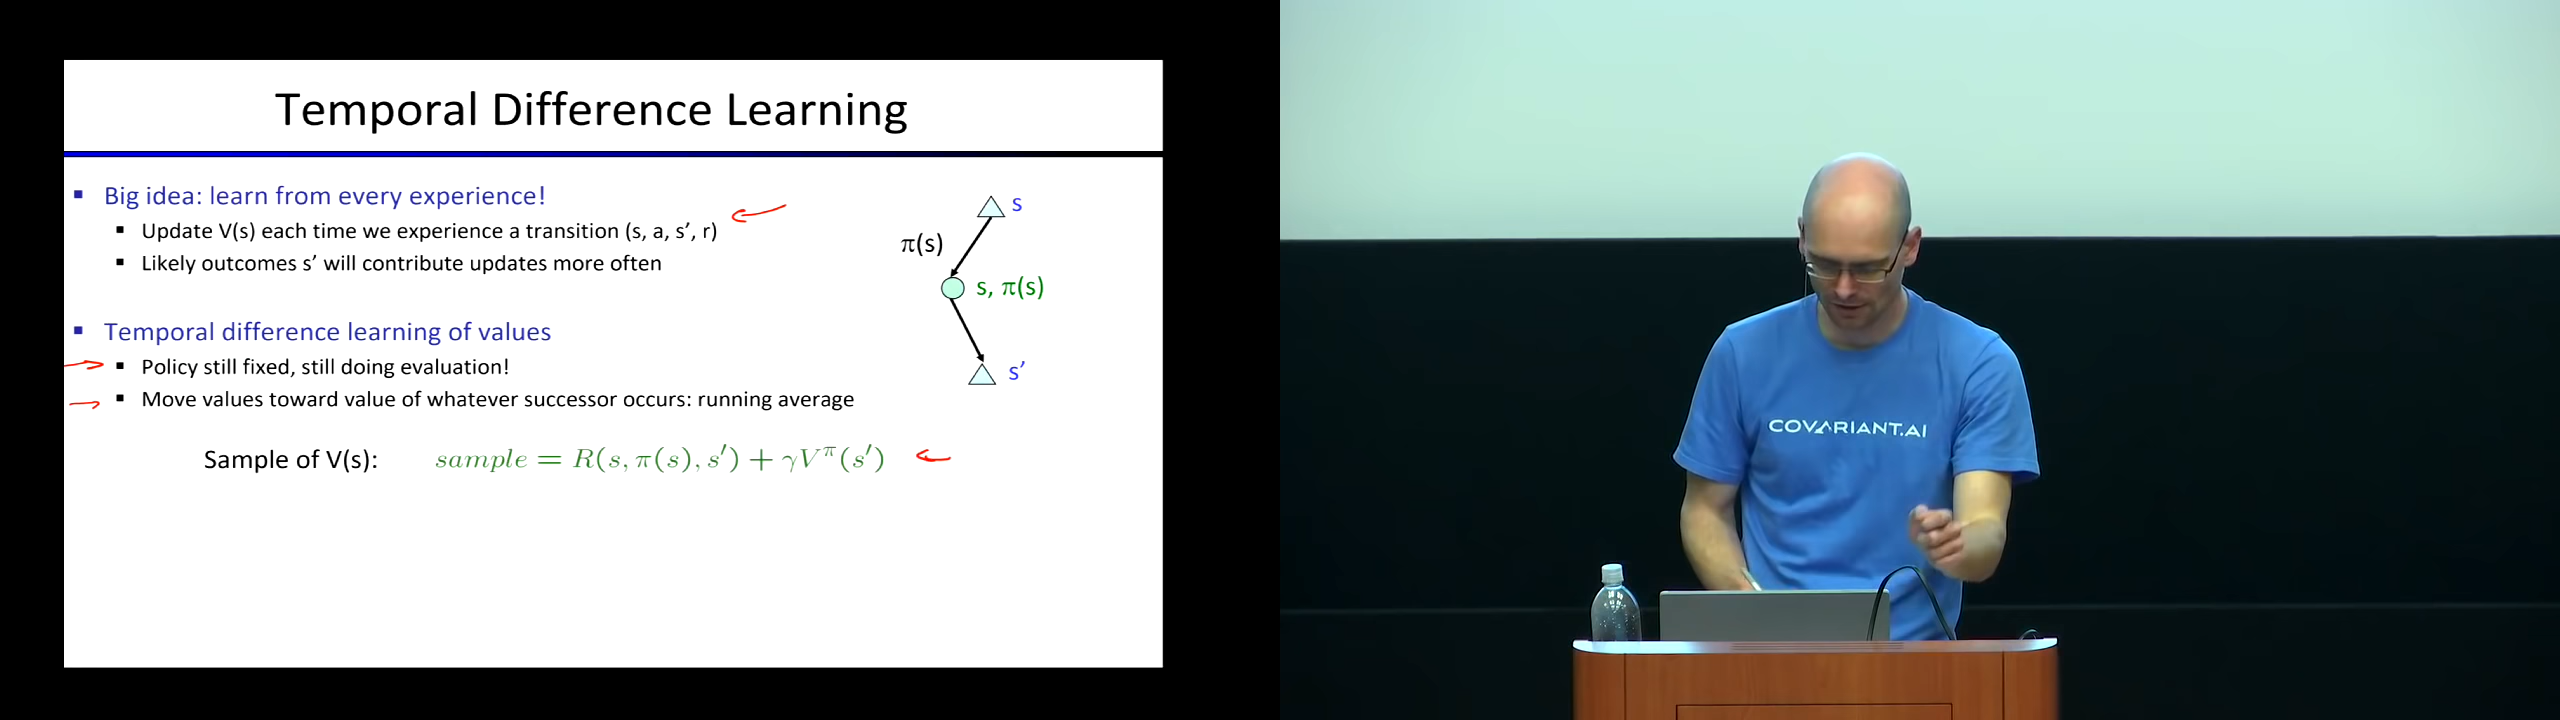 Temporal Difference Learning
Big idea: learn from every experience!
Update V(s) each time we experience a transition (s, a, s’, r)
Likely outcomes s’ will contribute updates more often
Temporal difference learning of values
Policy still fixed, still doing evaluation!
Move values toward value of whatever successor occurs: running average
Sample of V(s): sample = R(s, π(s), s′) + γV^π(s′)
s
π(s)
s, π(s)
s’
COVARIANT.AI